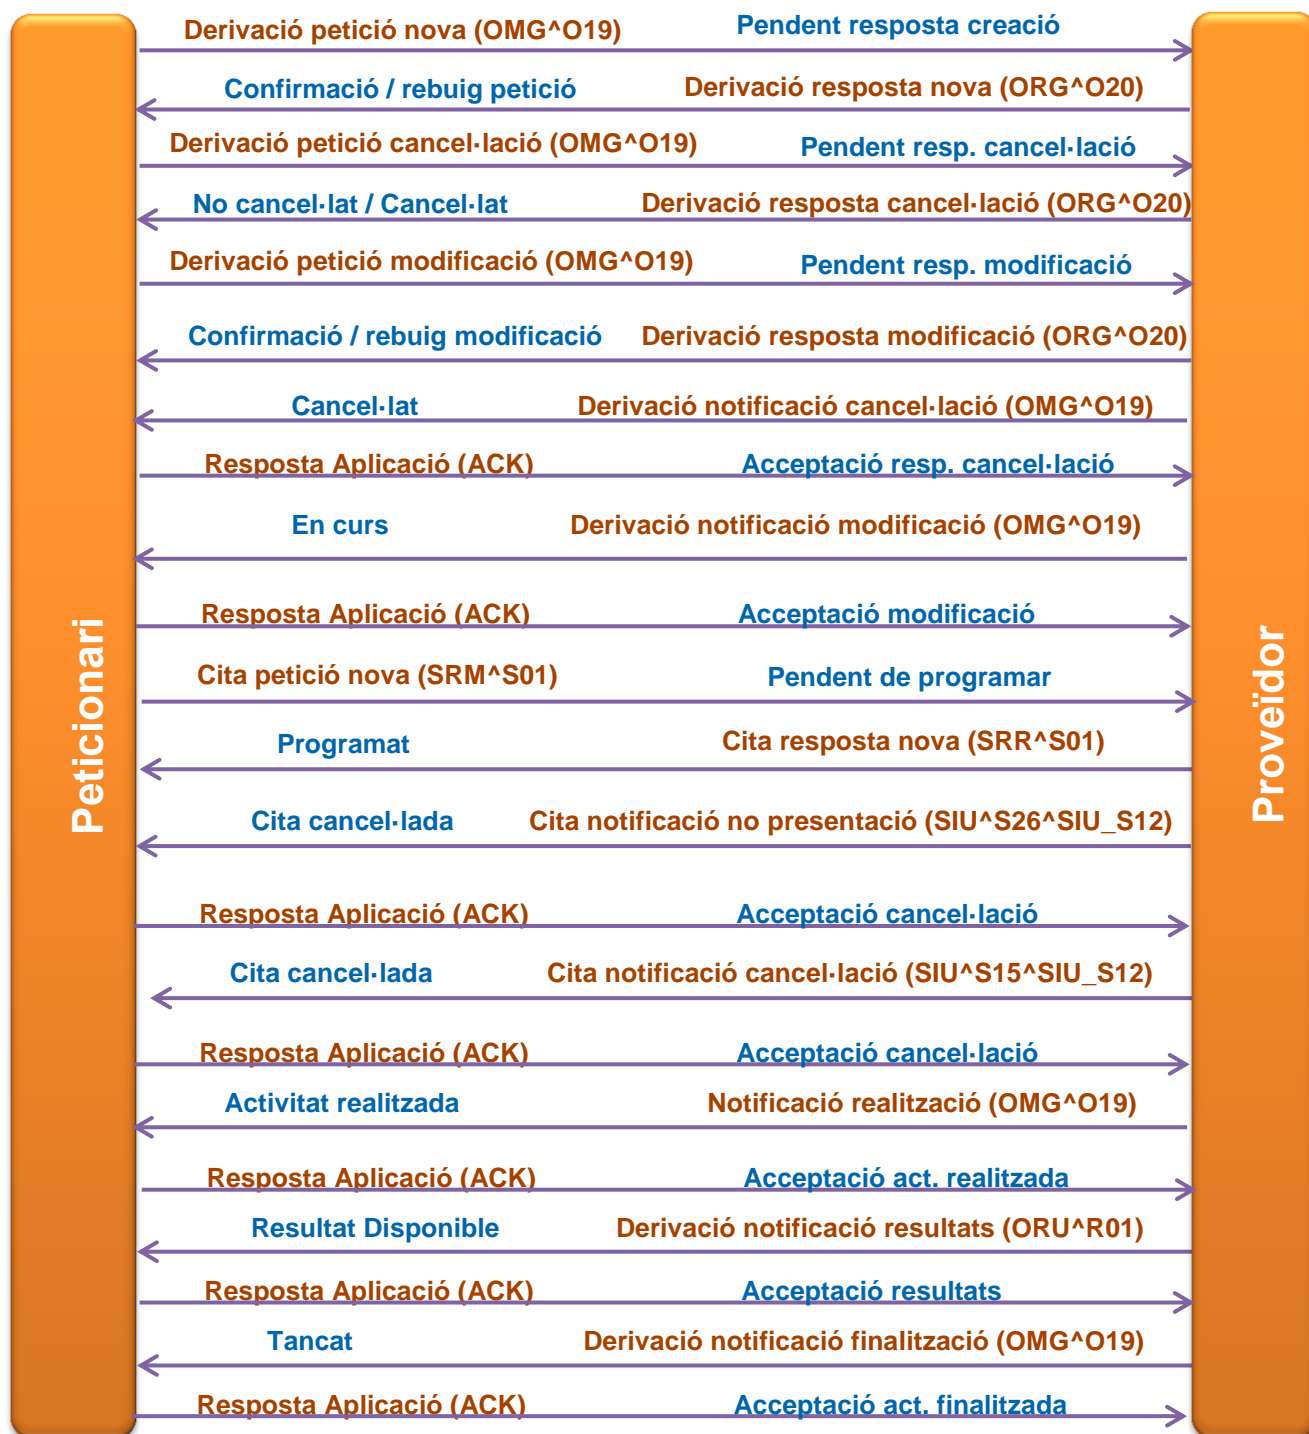 Derivació petició nova (OMG^O19)
Pendent resposta creació
Confirmació / rebuig petició
Derivació resposta nova (ORG^O20)
Derivació petició cancel·lació (OMG^O19)
Pendent resp. cancel·lació
No cancel·lat / Cancel·lat
Derivació resposta cancel·lació (ORG^O20)
Derivació petició modificació (OMG^O19)
Pendent resp. modificació
Confirmació / rebuig modificació
Derivació resposta modificació (ORG^O20)
Cancel·lat
Derivació notificació cancel·lació (OMG^O19)
Resposta Aplicació (ACK)
Acceptació resp. cancel·lació
En curs
Derivació notificació modificació (OMG^O19)
Resposta Aplicació (ACK)
Acceptació modificació
Cita petició nova (SRM^S01)
Pendent de programar
Programat
Cita resposta nova (SRR^S01)
Cita cancel·lada
Cita notificació no presentació (SIU^S26^SIU_S12)
Resposta Aplicació (ACK)
Acceptació cancel·lació
Cita cancel·lada
Cita notificació cancel·lació (SIU^S15^SIU_S12)
Resposta Aplicació (ACK)
Acceptació cancel·lació
Activitat realitzada
Notificació realització (OMG^O19)
Resposta Aplicació (ACK)
Acceptació act. realitzada
Resultat Disponible
Derivació notificació resultats (ORU^R01)
Resposta Aplicació (ACK)
Acceptació resultats
Tancat
Derivació notificació finalització (OMG^O19)
Resposta Aplicació (ACK)
Acceptació act. finalitzada
Peticionari
Proveïdor